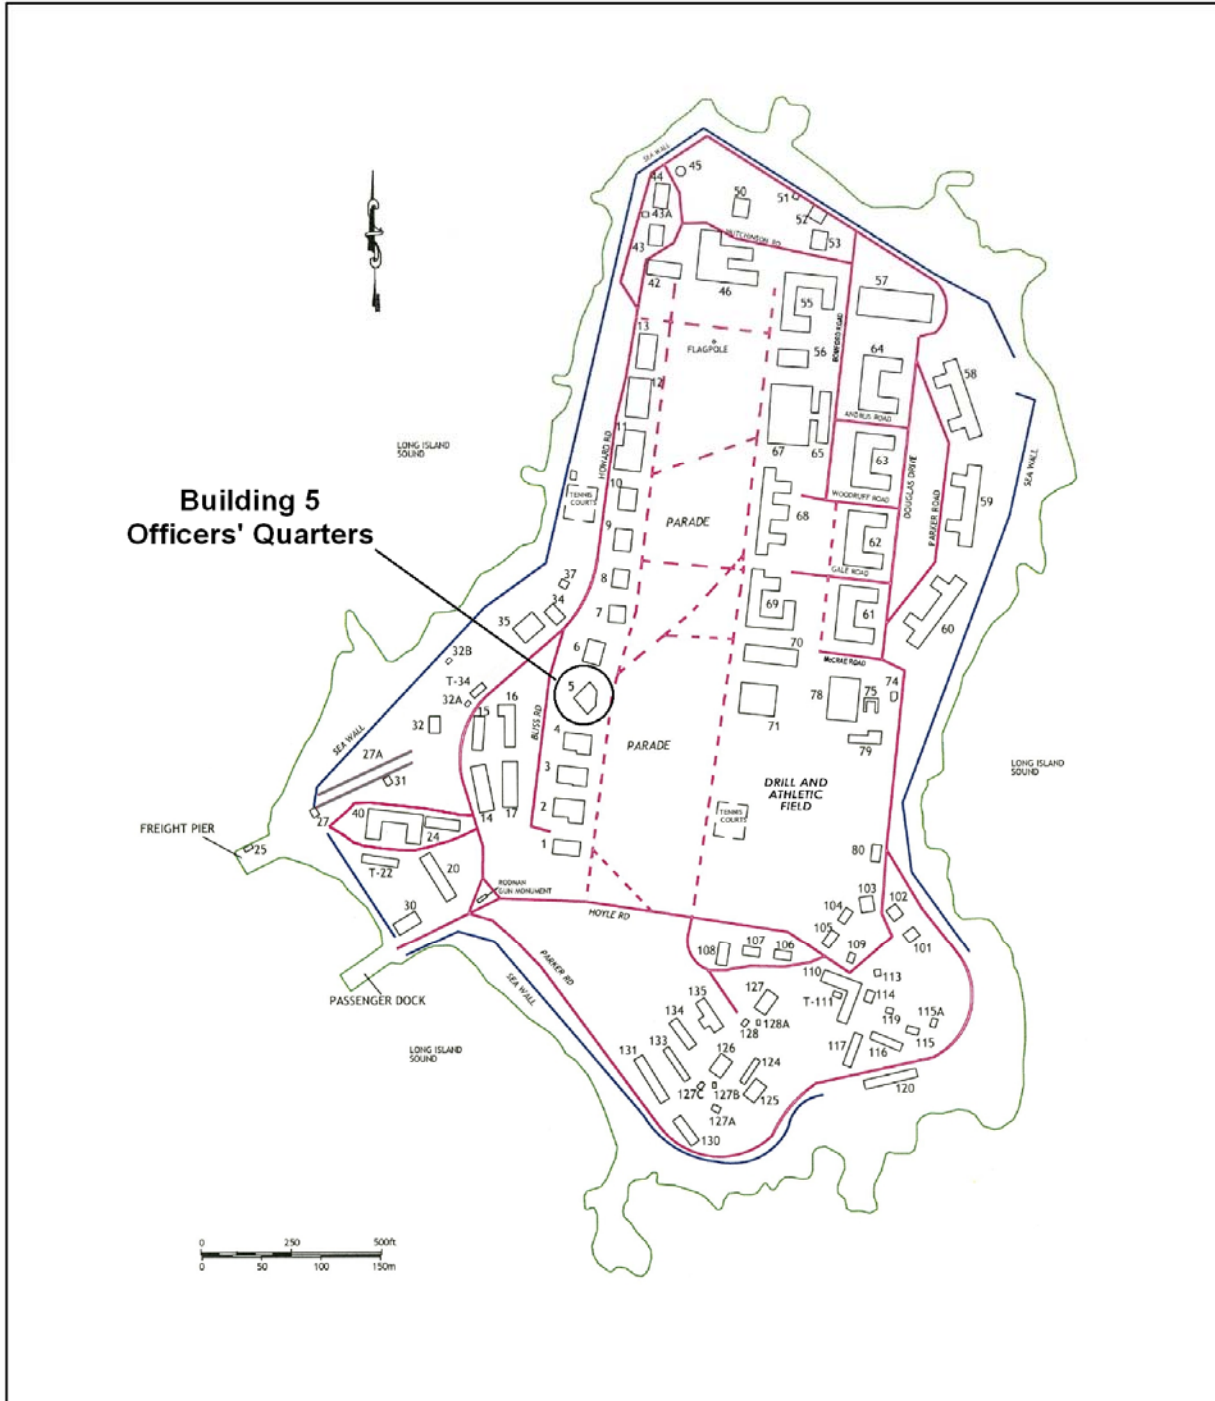 SEA WALL
45
44
50
51
43A
52
53
43
HUTCHINSON RD
42
46
57
55
13
FLAGPOLE
56
ROMFORD ROAD
64
58
12
ANDRUS ROAD
11
LONG ISLAND
SOUND
HOWARD RD
67
65
63
SEA WALL
Building 5
Officers' Quarters
10
TENNIS
COURTS
WOODRUFF ROAD
DOUGLAS DRIVE
59
PARADE
68
PARKER ROAD
9
62
37
8
GALE ROAD
34
7
69
61
35
60
6
70
32B
McCRAE ROAD
T-34
5
74
32A
16
78
75
15
BLISS RD
32
4
71
SEA WALL
PARADE
79
27A
3
LONG ISLAND
SOUND
31
DRILL AND
ATHLETIC
FIELD
2
14
17
TENNIS
COURTS
27
40
24
FREIGHT PIER
25
1
80
T-22
20
RODMAN
GUN MONUMENT
103
102
30
HOYLE RD
104
105
101
108
107
106
109
PARKER RD
110
113
PASSENGER DOCK
SEA WALL
135
127
T-111
114
134
128A
119
115A
128
115
LONG ISLAND
SOUND
133
126
117
116
131
124
127C
127B
125
120
127A
130
0 250 500ft
0 50 100 150m